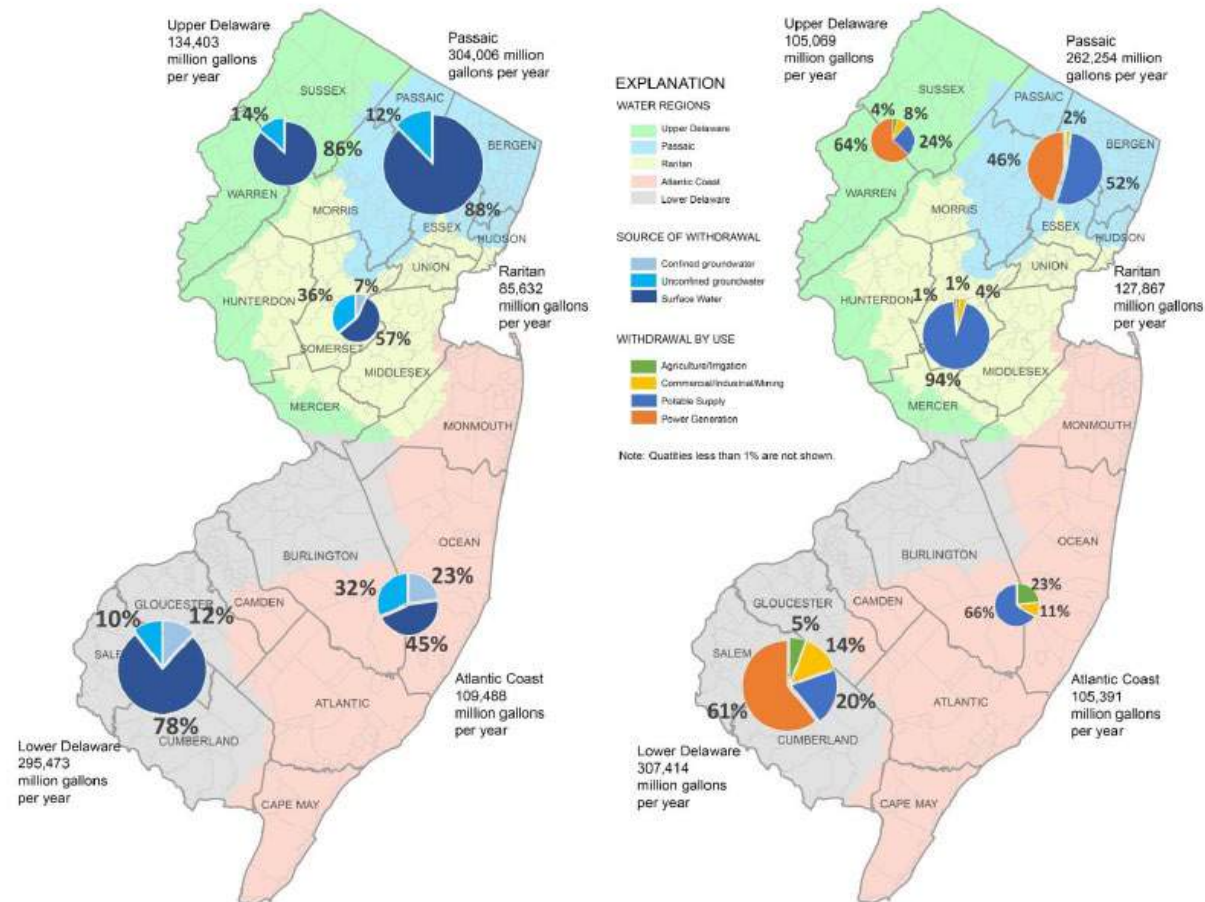 Upper Delaware
134,403
million gallons
per year
Passaic
304,006 million
gallons per year
SUSSEX
PASSAIC
14%
12%
86%
BERGEN
WARREN
88%
MORRIS
ESSEX
HUDSON
UNION
Raritan
85,632
million gallons
per year
HUNTERDON
36%
7%
57%
SOMERSET
MIDDLESEX
MERCER
MONMOUTH
OCEAN
BURLINGTON
32%
23%
45%
GLOUCESTER
CAMDEN
10%
12%
78%
ATLANTIC
Atlantic Coast
109,488
million gallons
per year
CUMBERLAND
Lower Delaware
295,473
million gallons
per year
CAPE MAY
EXPLANATION
WATER REGIONS
Upper Delaware
Passaic
Raritan
Atlantic Coast
Lower Delaware
SOURCE OF WITHDRAWAL
Confined groundwater
Unconfined groundwater
Surface Water
WITHDRAWAL BY USE
Agriculture/Irrigation
Commercial/Industrial/Mining
Potable Supply
Power Generation
Note: Quatities less than 1% are not shown.
Upper Delaware
105,069
million gallons
per year
Passaic
262,254 million
gallons per year
SUSSEX
PASSAIC
4%
8%
2%
64%
24%
46%
BERGEN
52%
WARREN
MORRIS
ESSEX
HUDSON
UNION
Raritan
127,867
million gallons
per year
HUNTERDON
1%
1%
4%
94%
MIDDLESEX
MERCER
MONMOUTH
OCEAN
BURLINGTON
23%
66%
11%
GLOUCESTER
CAMDEN
5%
14%
SALEM
20%
61%
ATLANTIC
Atlantic Coast
105,391
million gallons
per year
CUMBERLAND
Lower Delaware
307,414
million gallons
per year
CAPE MAY